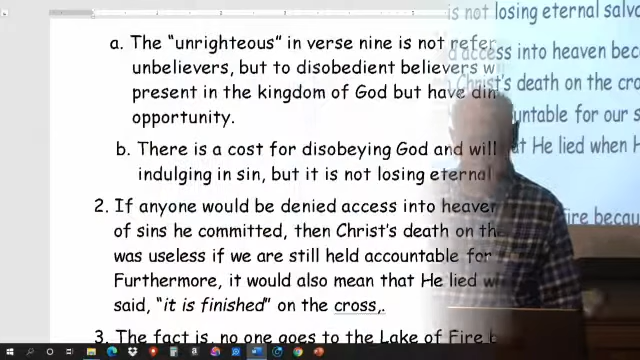 a. The “unrighteous” in verse nine is not refer
unbelievers, but to disobedient believers w
present in the kingdom of God but have dim
opportunity.
b. There is a cost for disobeying God and will
indulging in sin, but it is not losing eternal
2. If anyone would be denied access into heaven
of sins he committed, then Christ's death on th
was useless if we are still held accountable for
Furthermore, it would also mean that He lied w
said, “it is finished” on the cross,.
3. The fact is, no one goes to the Lake of Fire b
is not losing eternal salva
d access into heaven beca
Christ's death on the cro
untable for our s
at He lied when H
Fire becau